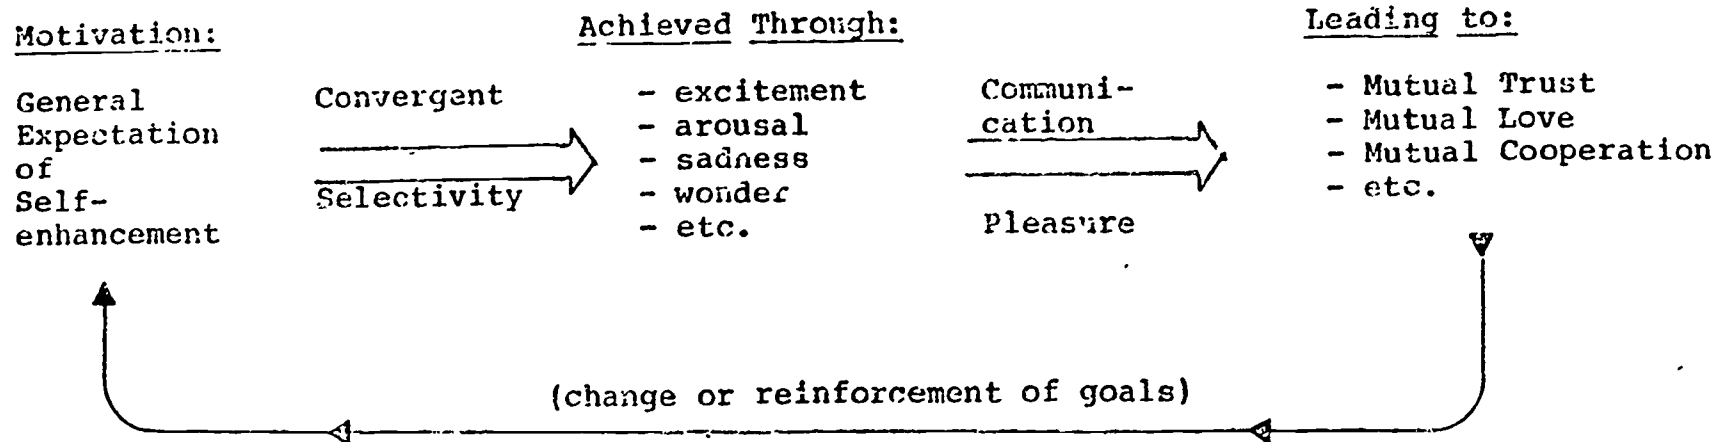 Motivation:
General
Expectation
of
Self-
enhancement
Convergent
Selectivity
Achieved Through:
- excitement
- arousal
- sadness
- wonder
- etc.
Communi-
cation
Pleasure
Leading to:
- Mutual Trust
- Mutual Love
- Mutual Cooperation
- etc.
(change or reinforcement of goals)